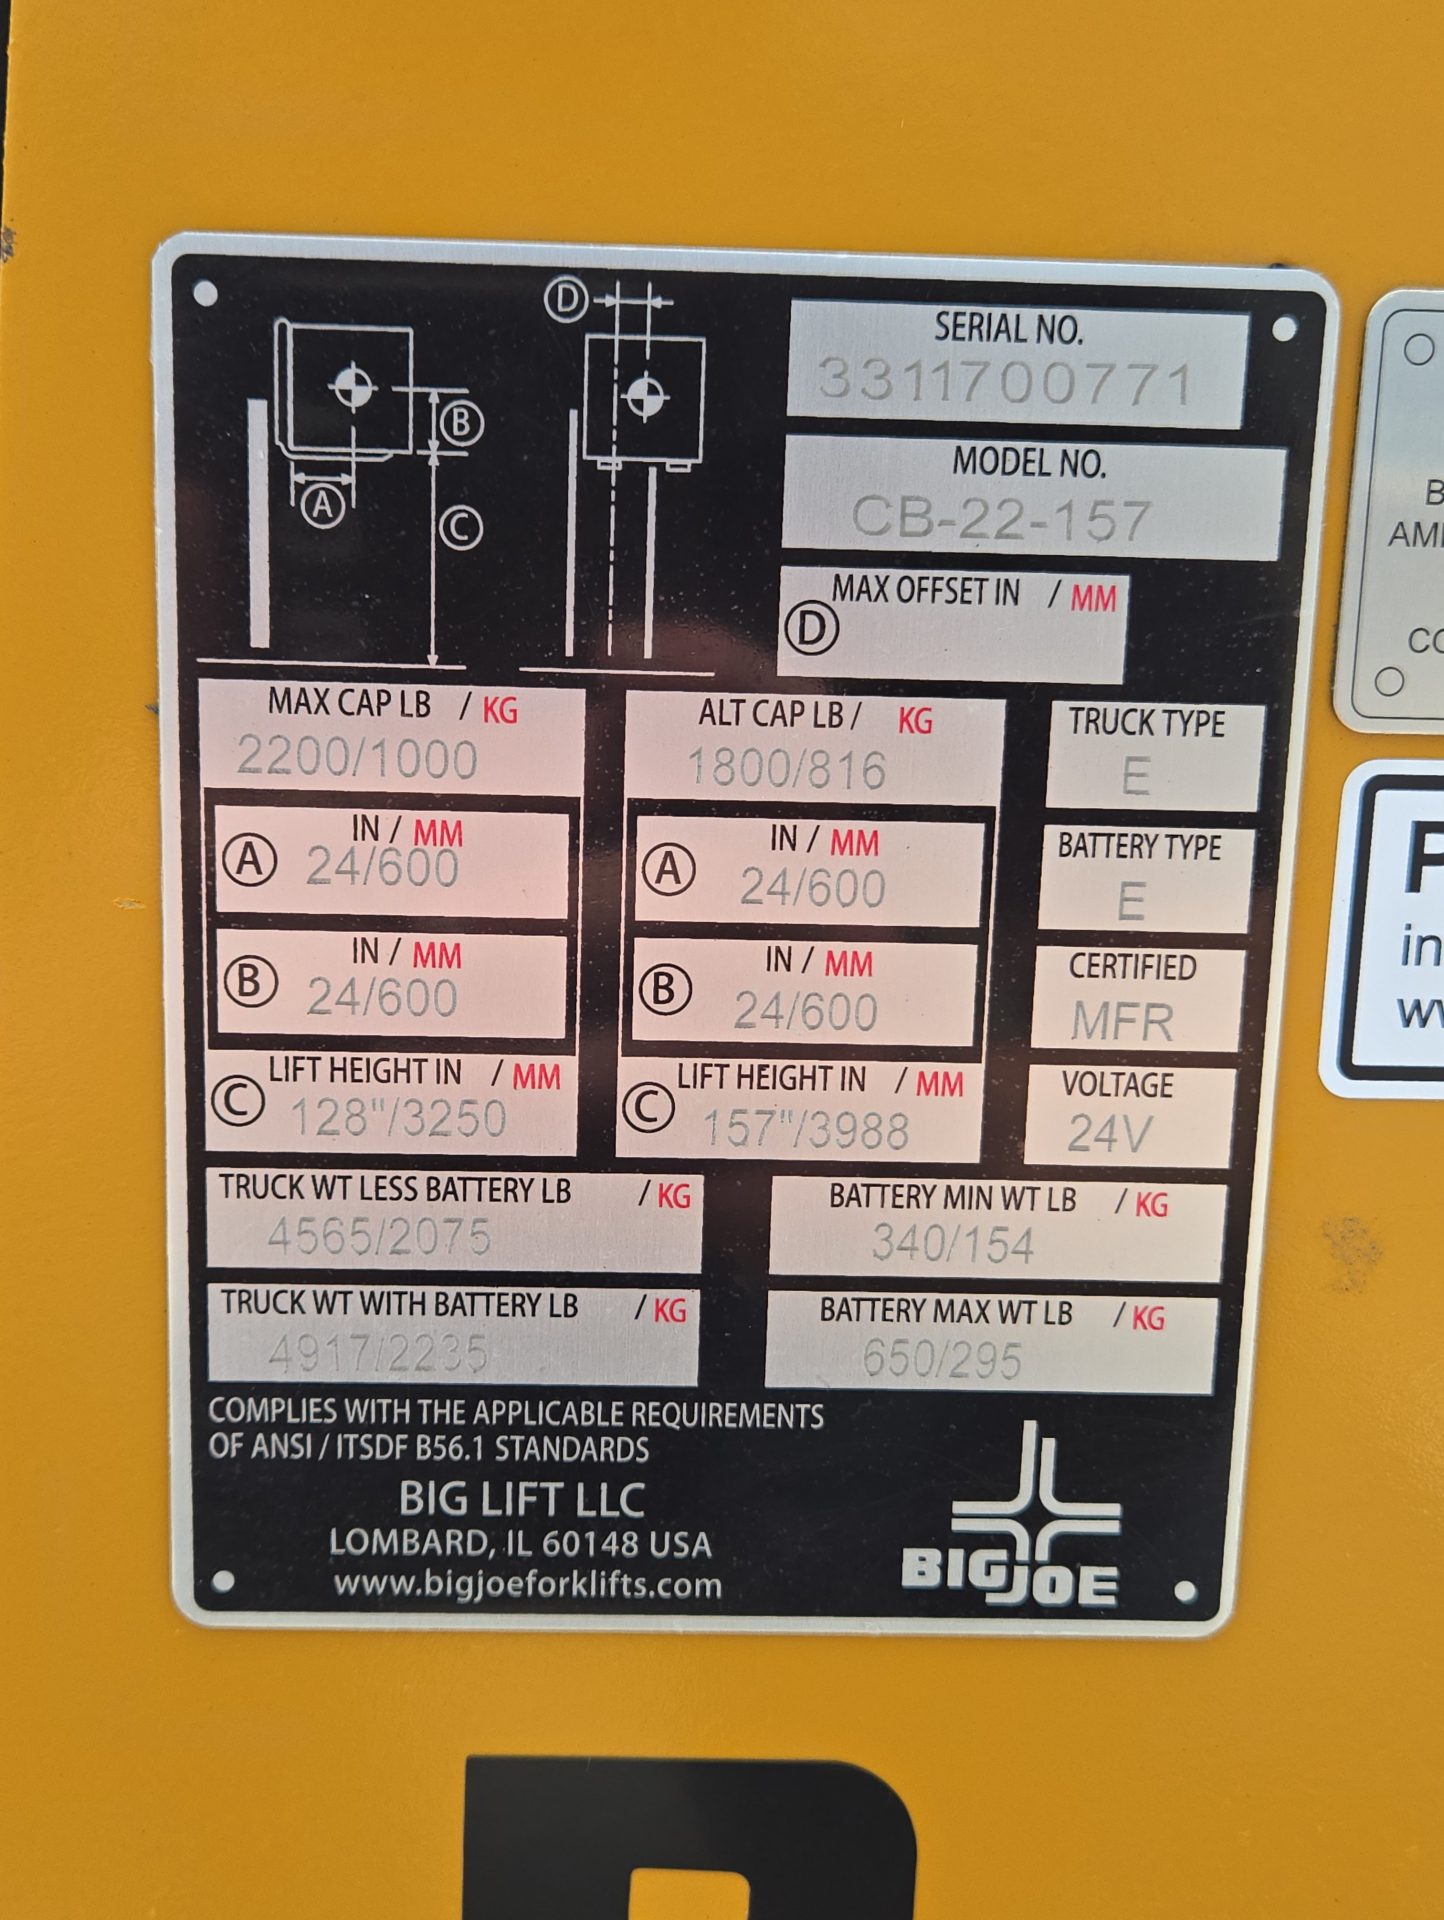 D
SERIAL NO.
3311700771
B
A
C
MODEL NO.
CB-22-157
MAX OFFSET IN / MM
D
MAX CAP LB / KG
2200/1000
ALT CAP LB / KG
1800/816
TRUCK TYPE
E
IN / MM
A 24/600
IN / MM
A 24/600
BATTERY TYPE
E
IN / MM
B 24/600
IN / MM
B 24/600
CERTIFIED
MFR
LIFT HEIGHT IN / MM
C 128"/3250
LIFT HEIGHT IN / MM
C 157"/3988
VOLTAGE
24V
TRUCK WT LESS BATTERY LB / KG
4565/2075
BATTERY MIN WT LB / KG
340/154
TRUCK WT WITH BATTERY LB / KG
4917/2235
BATTERY MAX WT LB / KG
650/295
COMPLIES WITH THE APPLICABLE REQUIREMENTS
OF ANSI / ITSDF B56.1 STANDARDS
BIG LIFT LLC
LOMBARD, IL 60148 USA
www.bigjoeforklifts.com
BIG JOE